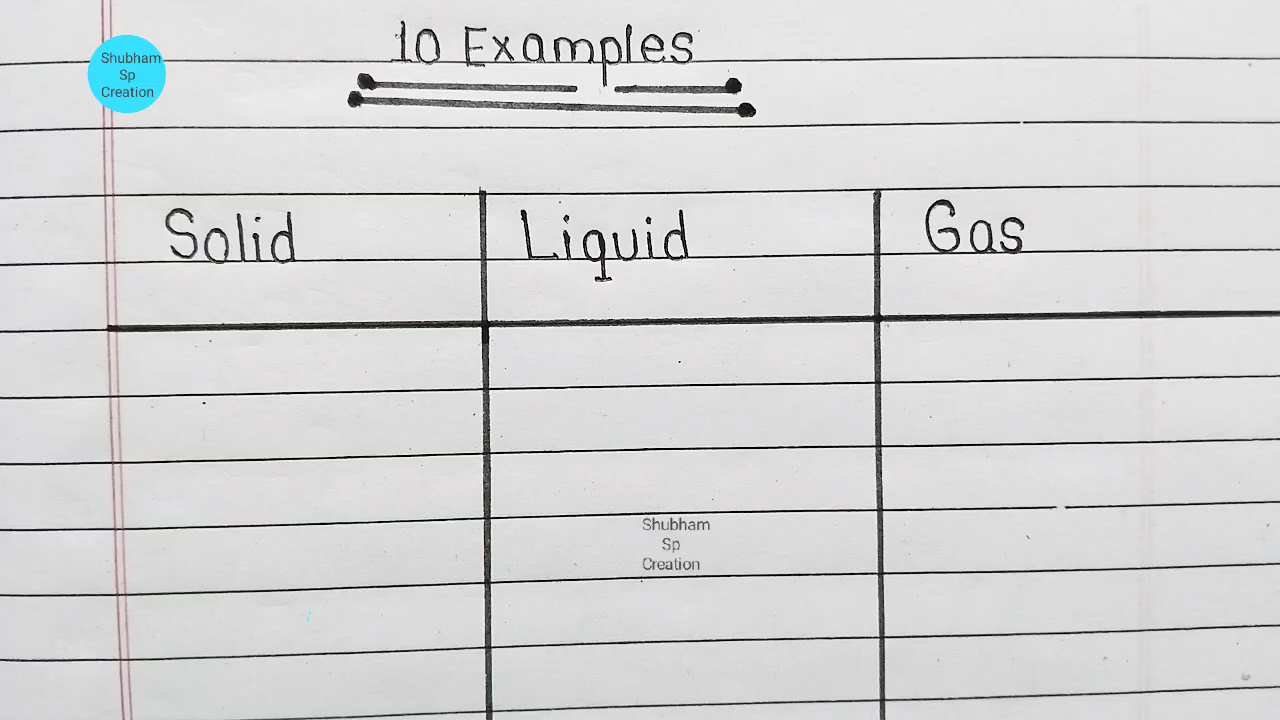 10 Examples
Shubham
Sp
Creation
Solid Liquid Gas
Shubham
Sp
Creation